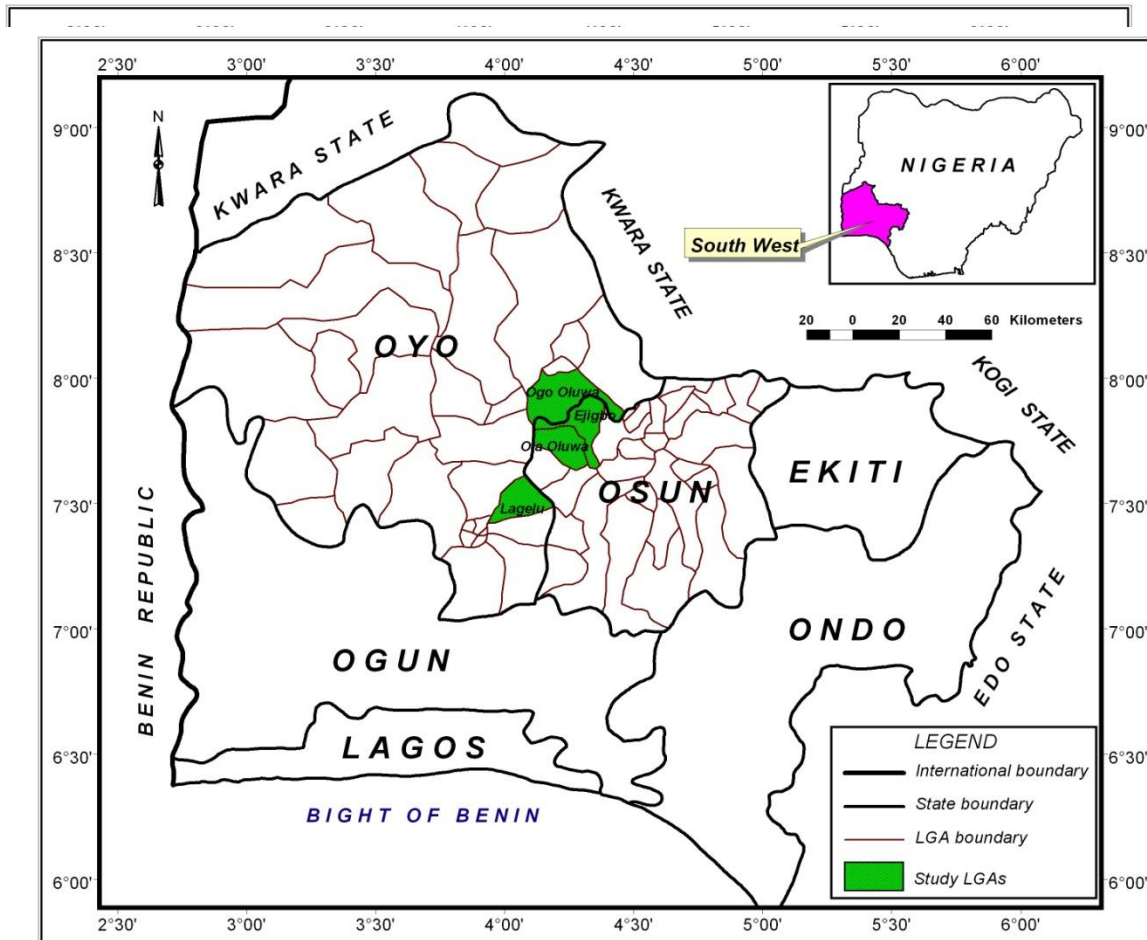 2°30' 3°00' 3°30' 4°00' 4°30' 5°00' 5°30' 6°00'
N
9°00' 9°00'
KWARA STATE
NIGERIA
KWARA STATE
South West
8°30' 8°30'
20 0 20 40 60 Kilometers
OYO
KOGI STATE
8°00' 8°00'
Ogo Oluwa
Ejigbo
Ola Oluwa
EKITI
OSUN
7°30' 7°30'
Lagelu
BENIN REPUBLIC
EDO STATE
7°00' 7°00'
ONDO
OGUN
LAGOS
6°30' 6°30'
BIGHT OF BENIN
LEGEND
International boundary
State boundary
LGA boundary
Study LGAs
6°00' 6°00'
2°30' 3°00' 3°30' 4°00' 4°30' 5°00' 5°30' 6°00'